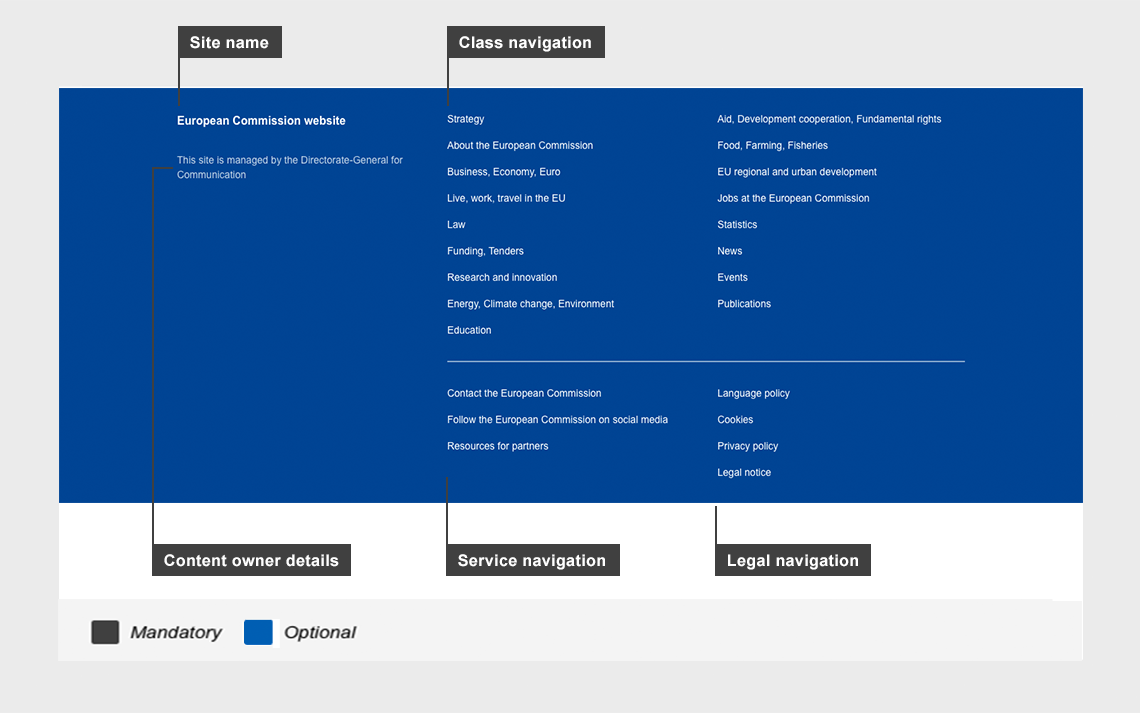 Site name
Class navigation
European Commission website
This site is managed by the Directorate-General for
Communication
Strategy
About the European Commission
Business, Economy, Euro
Live, work, travel in the EU
Law
Funding, Tenders
Research and innovation
Energy, Climate change, Environment
Education
Aid, Development cooperation, Fundamental rights
Food, Farming, Fisheries
EU regional and urban development
Jobs at the European Commission
Statistics
News
Events
Publications
Contact the European Commission
Follow the European Commission on social media
Resources for partners
Language policy
Cookies
Privacy policy
Legal notice
Content owner details
Service navigation
Legal navigation
Mandatory
Optional